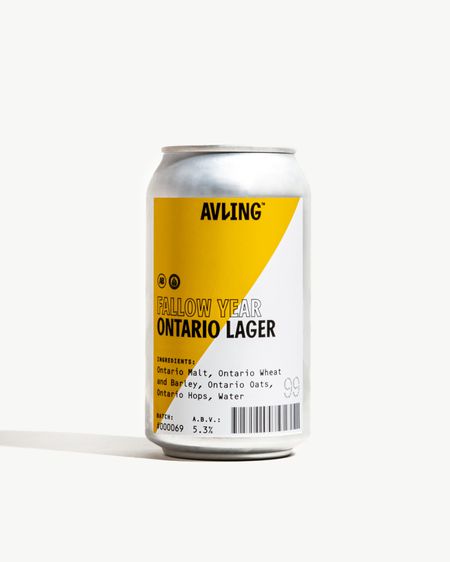 AVLING™
AB
FALLOW YEAR
ONTARIO LAGER
INGREDIENTS:
Ontario Malt, Ontario Wheat
and Barley, Ontario Oats,
Ontario Hops, Water
99
BATCH: A.B.V.:
#000069 5.3%